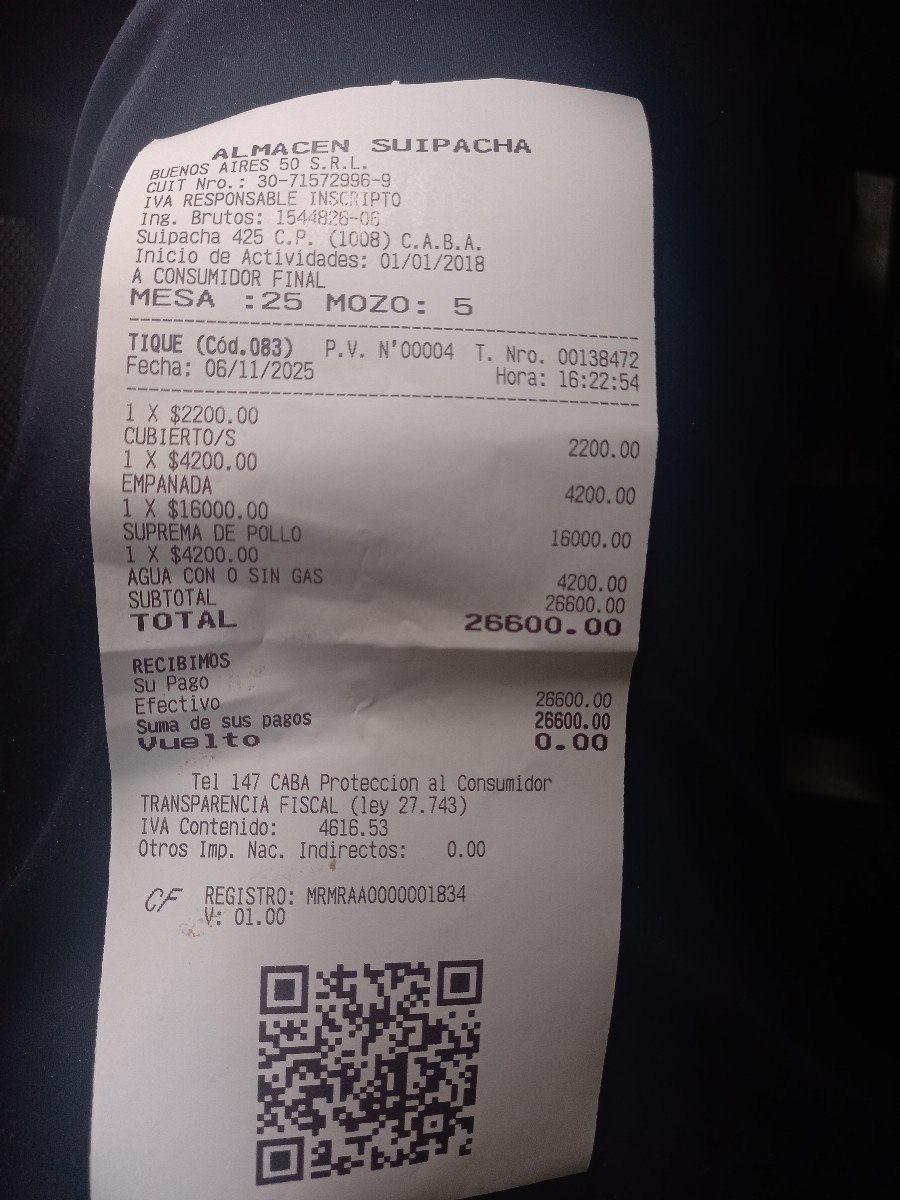 ALMACEN SUIPACHA
BUENOS AIRES 50 S.R.L.
CUIT Nro.: 30-71572996-9
IVA RESPONSABLE INSCRIPTO
Ing. Brutos: 1544826-06
Suipacha 425 C.P. (1008) C.A.B.A.
Inicio de Actividades: 01/01/2018
A CONSUMIDOR FINAL
MESA :25 MOZO: 5
TIQUE (Cód.083) P.V. N'00004 T. Nro. 00138472
Fecha: 06/11/2025 Hora: 16:22:54
1 X $2200.00
CUBIERTO/S 2200.00
1 X $4200.00
EMPANADA 4200.00
1 X $16000.00
SUPREMA DE POLLO 16000.00
1 X $4200.00
AGUA CON O SIN GAS 4200.00
SUBTOTAL 26600.00
TOTAL 26600.00
RECIBIMOS
Su Pago
Efectivo 26600.00
Suma de sus pagos 26600.00
Vuelto 0.00
Tel 147 CABA Proteccion al Consumidor
TRANSPARENCIA FISCAL (ley 27.743)
IVA Contenido: 4616.53
Otros Imp. Nac. Indirectos: 0.00
CF REGISTRO: MRMRAA0000001834
V: 01.00